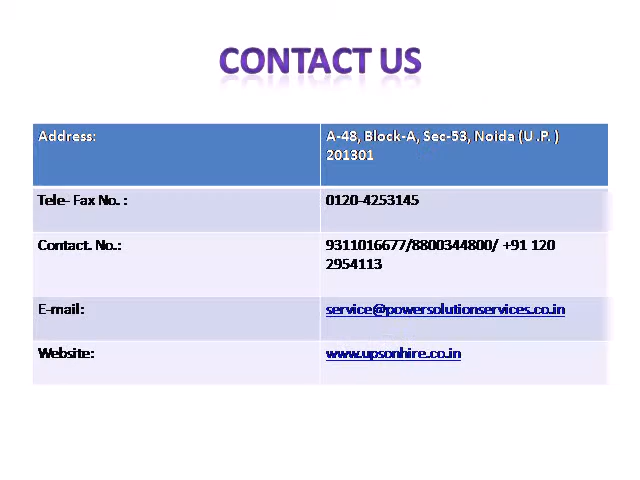 CONTACT US
Address:
A-48, Block-A, Sec-53, Noida (U .P. )
201301
Tele- Fax No. :
0120-4253145
Contact. No.:
9311016677/8800344800/ +91 120
2954113
E-mail:
service@powersolutionservices.co.in
Website:
www.upsonhire.co.in